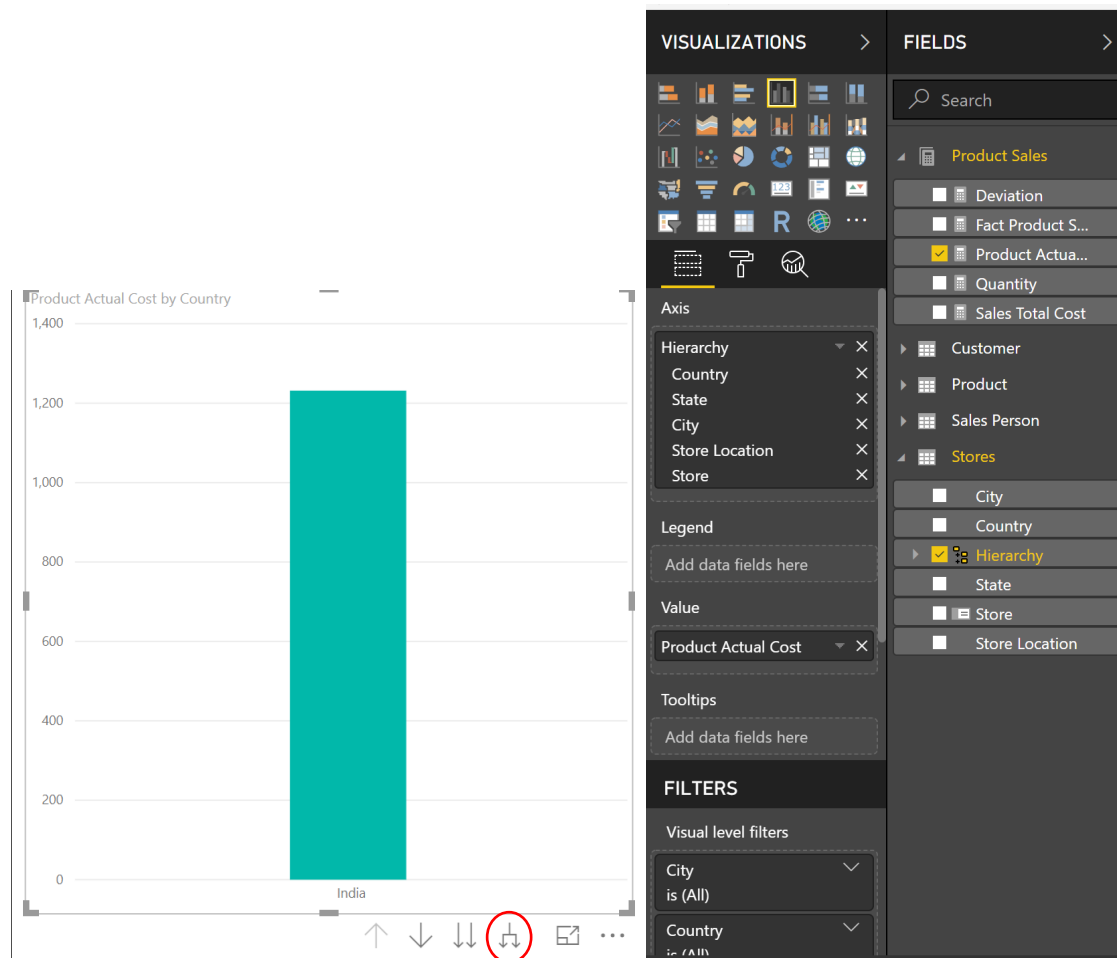 Product Actual Cost by Country
1,400
1,200
1,000
800
600
400
200
0
India
VISUALIZATIONS
123
R
Axis
Hierarchy
Country
State
City
Store Location
Store
Legend
Add data fields here
Value
Product Actual Cost
Tooltips
Add data fields here
FILTERS
Visual level filters
City
is (All)
Country
is (All)
FIELDS
Search
Product Sales
Deviation
Fact Product S...
Product Actua...
Quantity
Sales Total Cost
Customer
Product
Sales Person
Stores
City
Country
Hierarchy
State
Store
Store Location